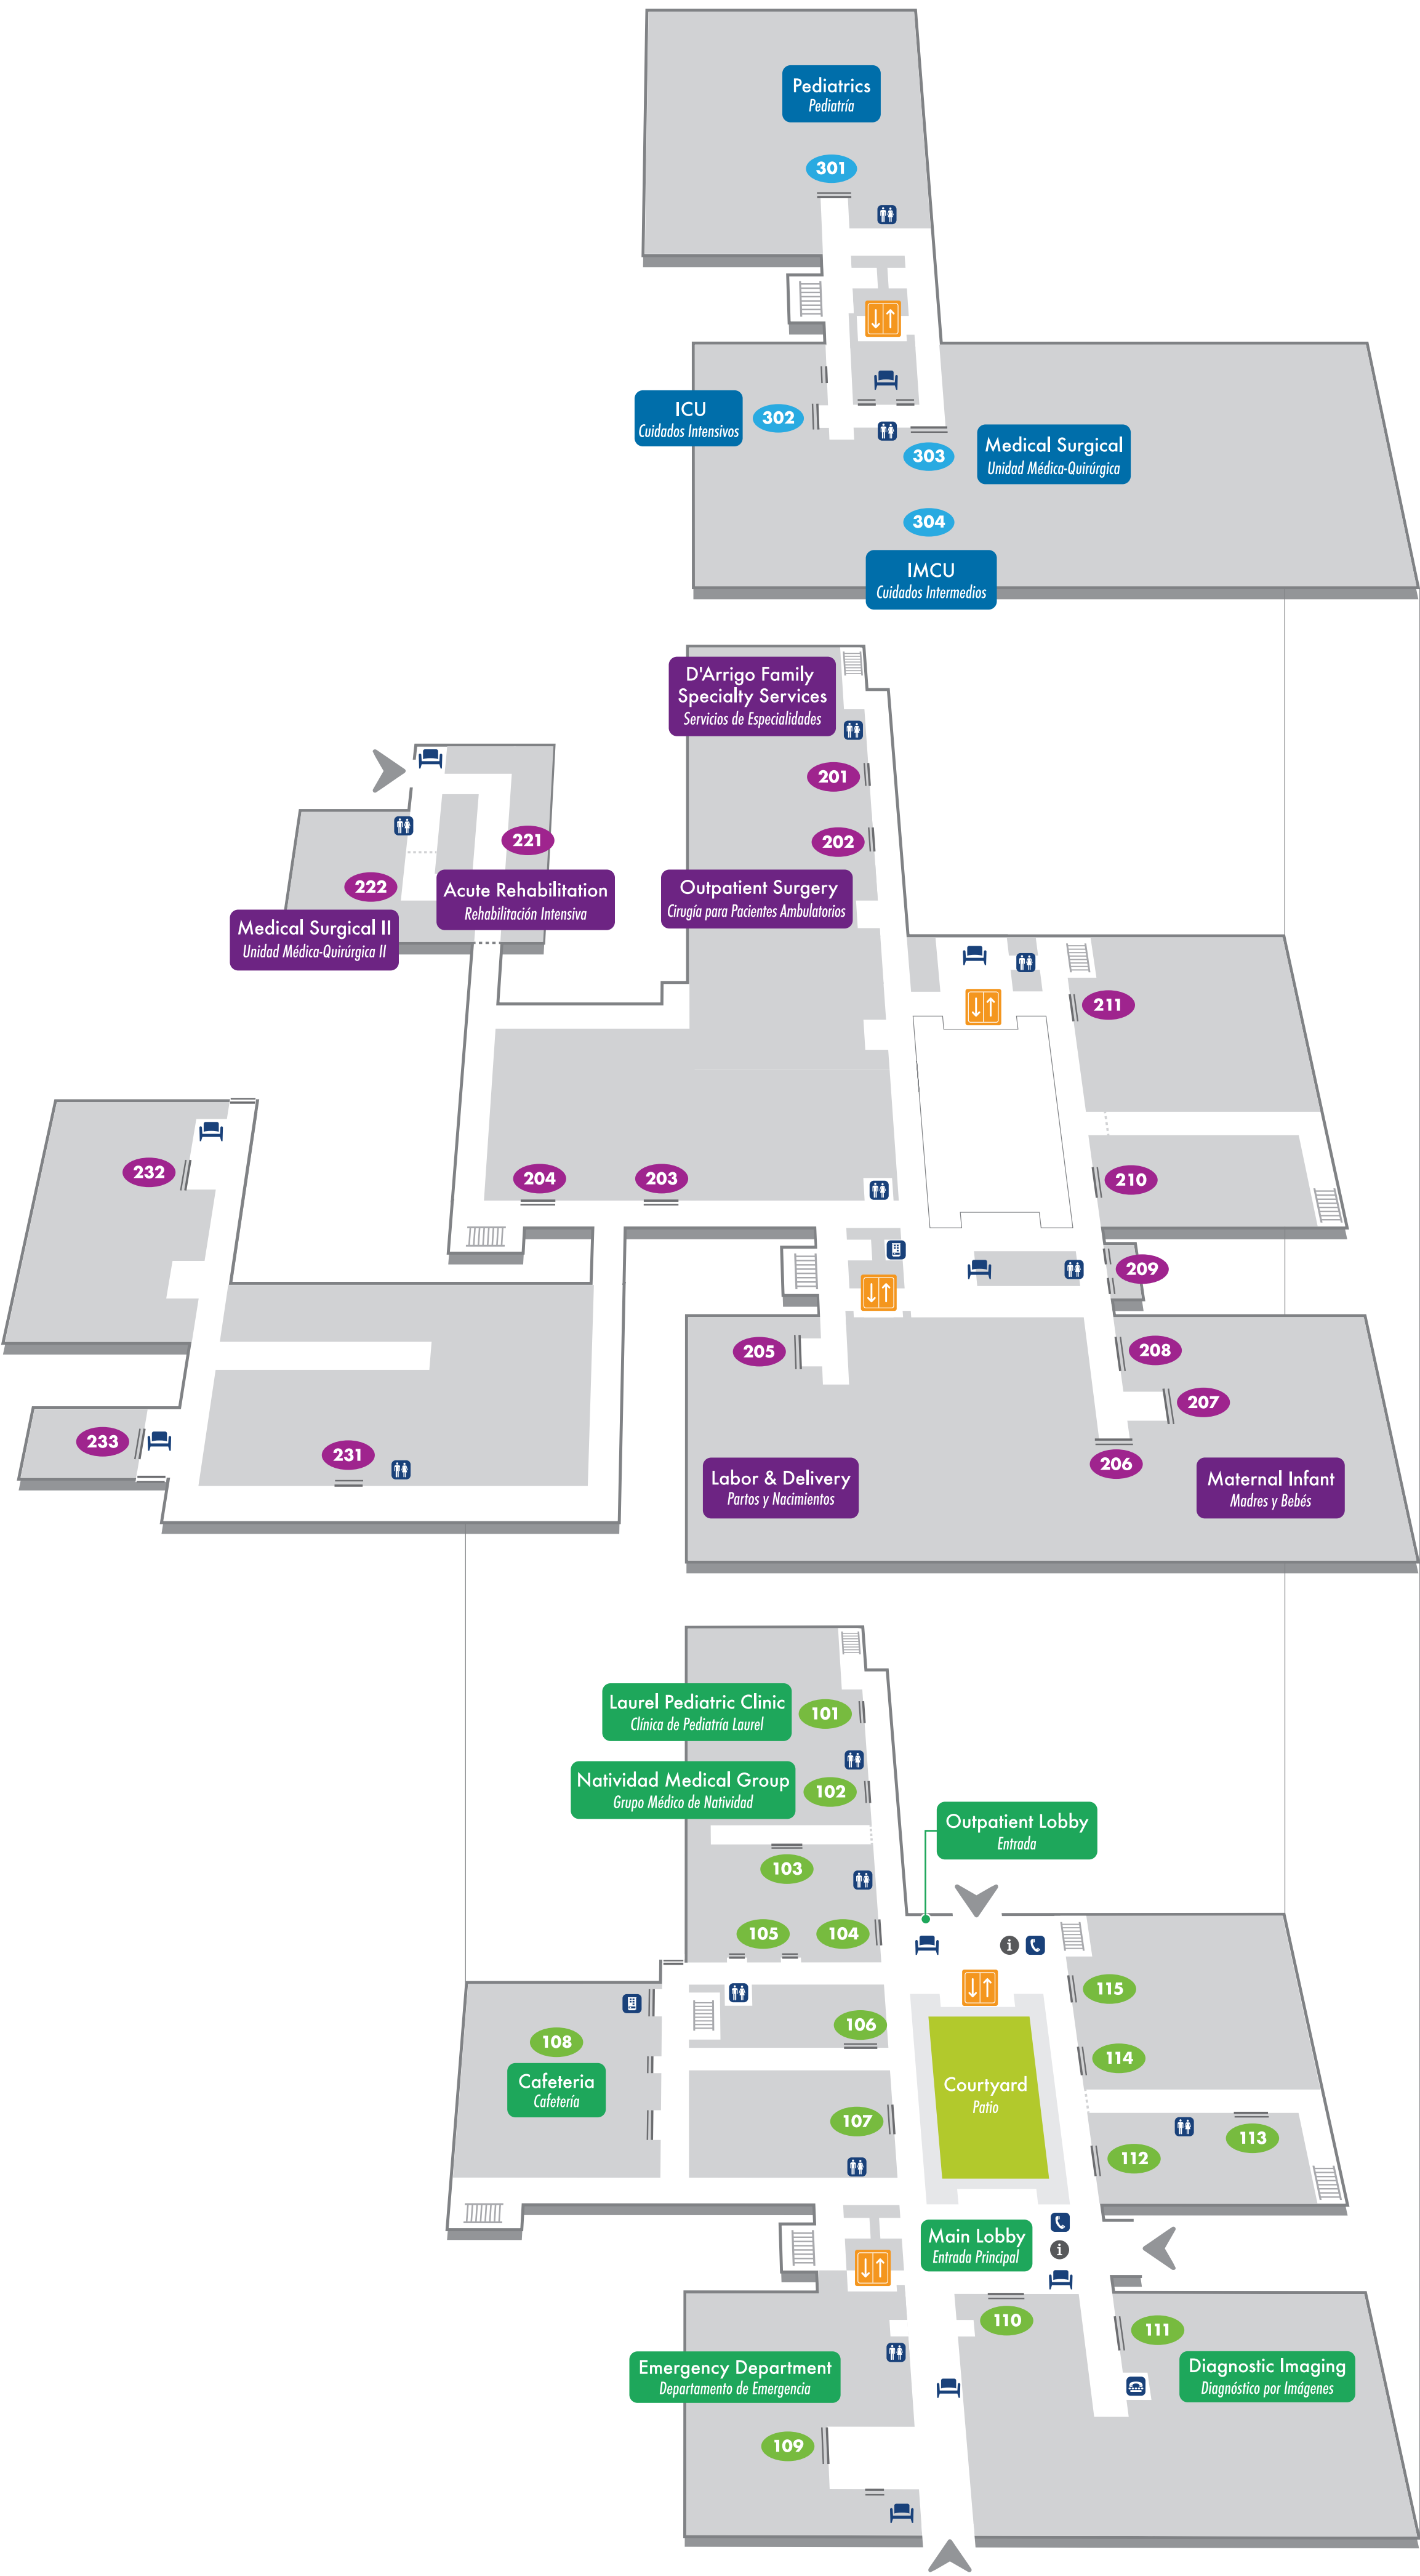 Pediatrics
Pediatría
301
ICU
Cuidados Intensivos
302
303
Medical Surgical
Unidad Médica-Quirúrgica
304
IMCU
Cuidados Intermedios
D'Arrigo Family
Specialty Services
Servicios de Especialidades
201
202
221
222
Acute Rehabilitation
Rehabilitación Intensiva
Outpatient Surgery
Cirugía para Pacientes Ambulatorios
Medical Surgical II
Unidad Médica-Quirúrgica II
211
232
204
203
210
209
205
208
207
233
231
206
Labor & Delivery
Partos y Nacimientos
Maternal Infant
Madres y Bebés
Laurel Pediatric Clinic
Clínica de Pediatría Laurel
101
Natividad Medical Group
Grupo Médico de Natividad
102
Outpatient Lobby
Entrada
103
105
104
i
115
106
108
114
Cafeteria
Cafetería
Courtyard
Patio
107
113
112
Main Lobby
Entrada Principal
i
110
111
Emergency Department
Departamento de Emergencia
Diagnostic Imaging
Diagnóstico por Imágenes
109